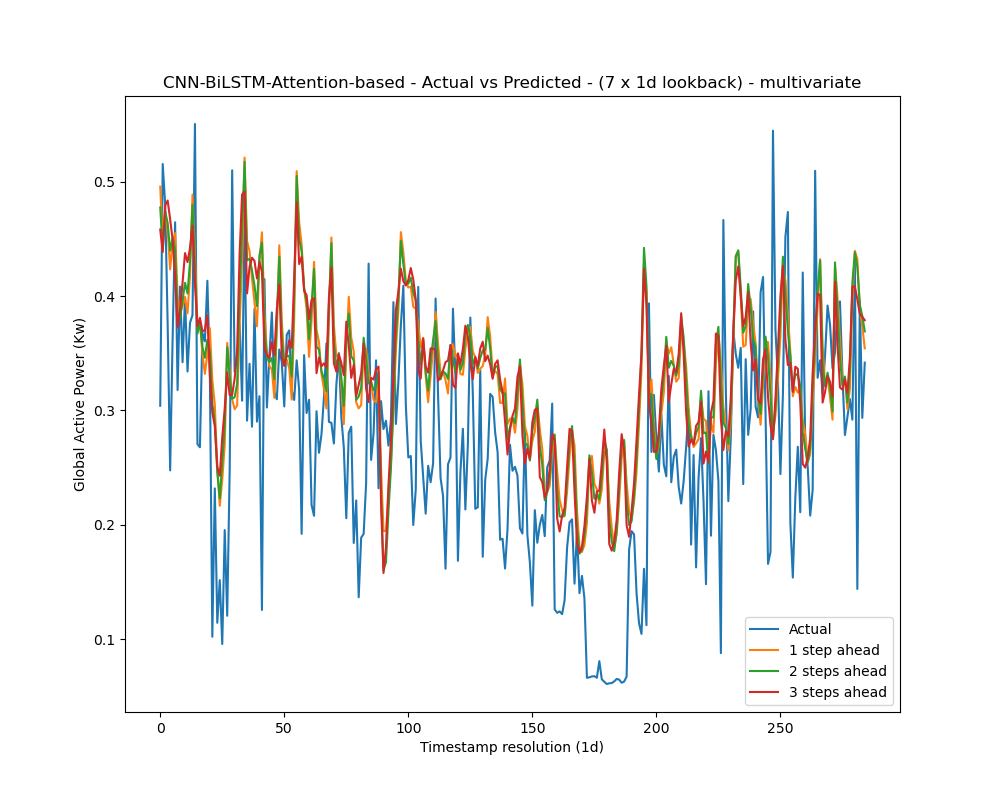 CNN-BiLSTM-Attention-based - Actual vs Predicted - (7 x 1d lookback) - multivariate
Global Active Power (Kw)
0.5
0.4
0.3
0.2
0.1
0
50
100
150
200
250
Timestamp resolution (1d)
Actual
1 step ahead
2 steps ahead
3 steps ahead